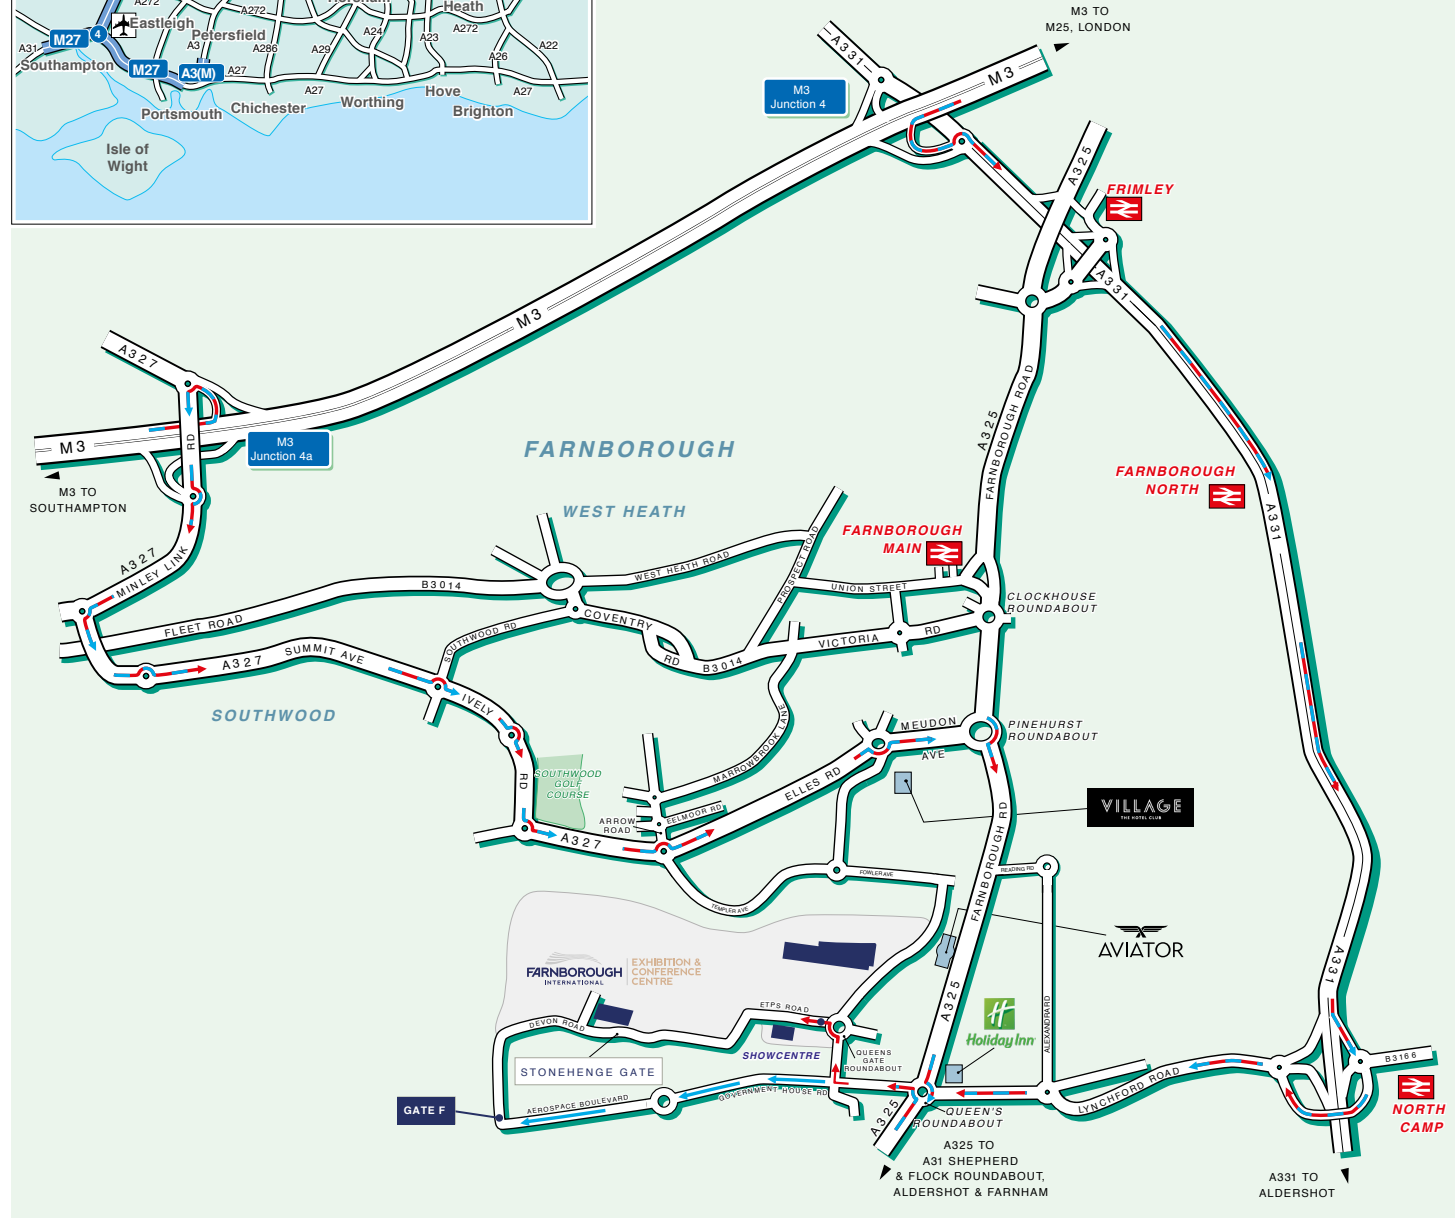 A272
Horsham
Heath
Eastleigh
A272
A272
Petersfield
A24
A23
M27
4
A31
A3
A286
A29
A22
A26
Southampton
M27
A3(M)
A27
A27
Hove
A27
Chichester
Worthing
Brighton
Portsmouth
Isle of
Wight
M3 TO
M25, LONDON
A331
M3
M3
Junction 4
A325
FRIMLEY
A331
M3
A327
M3
RD
M3
Junction 4a
M3 TO
SOUTHAMPTON
FARNBOROUGH
WEST HEATH
A325
FARNBOROUGH ROAD
FARNBOROUGH
NORTH
A331
FARNBOROUGH
MAIN
A327
MINLEY LINK
B3014
WEST HEATH ROAD
PROSPECT ROAD
UNION STREET
CLOCKHOUSE
ROUNDABOUT
FLEET ROAD
SOUTHWOOD RD
COVENTRY
RD
B3014
VICTORIA
RD
A327
SUMMIT AVE
SOUTHWOOD
IVELY
RD
MARROWBROOK LANE
MEUDON
AVE
PINEHURST
ROUNDABOUT
SOUTHWOOD
GOLF
COURSE
ELLES RD
ARROW
ROAD
EELMOOR RD
A327
VILLAGE
THE HOTEL CLUB
FARNBOROUGH RD
READING RD
FOWLER AVE
TEMPLER AVE
AVIATOR
FARNBOROUGH
INTERNATIONAL
EXHIBITION &
CONFERENCE
CENTRE
A331
A325
ALEXANDRA RD
ETPS ROAD
DEVON ROAD
Holiday Inn
SHOWCENTRE
QUEENS
GATE
ROUNDABOUT
STONEHENGE GATE
B3166
LYNCHFORD ROAD
GOVERNMENT HOUSE RD
AEROSPACE BOULEVARD
GATE F
A325
QUEEN'S
ROUNDABOUT
NORTH
CAMP
A325 TO
A31 SHEPHERD
& FLOCK ROUNDABOUT,
ALDERSHOT & FARNHAM
A331 TO
ALDERSHOT